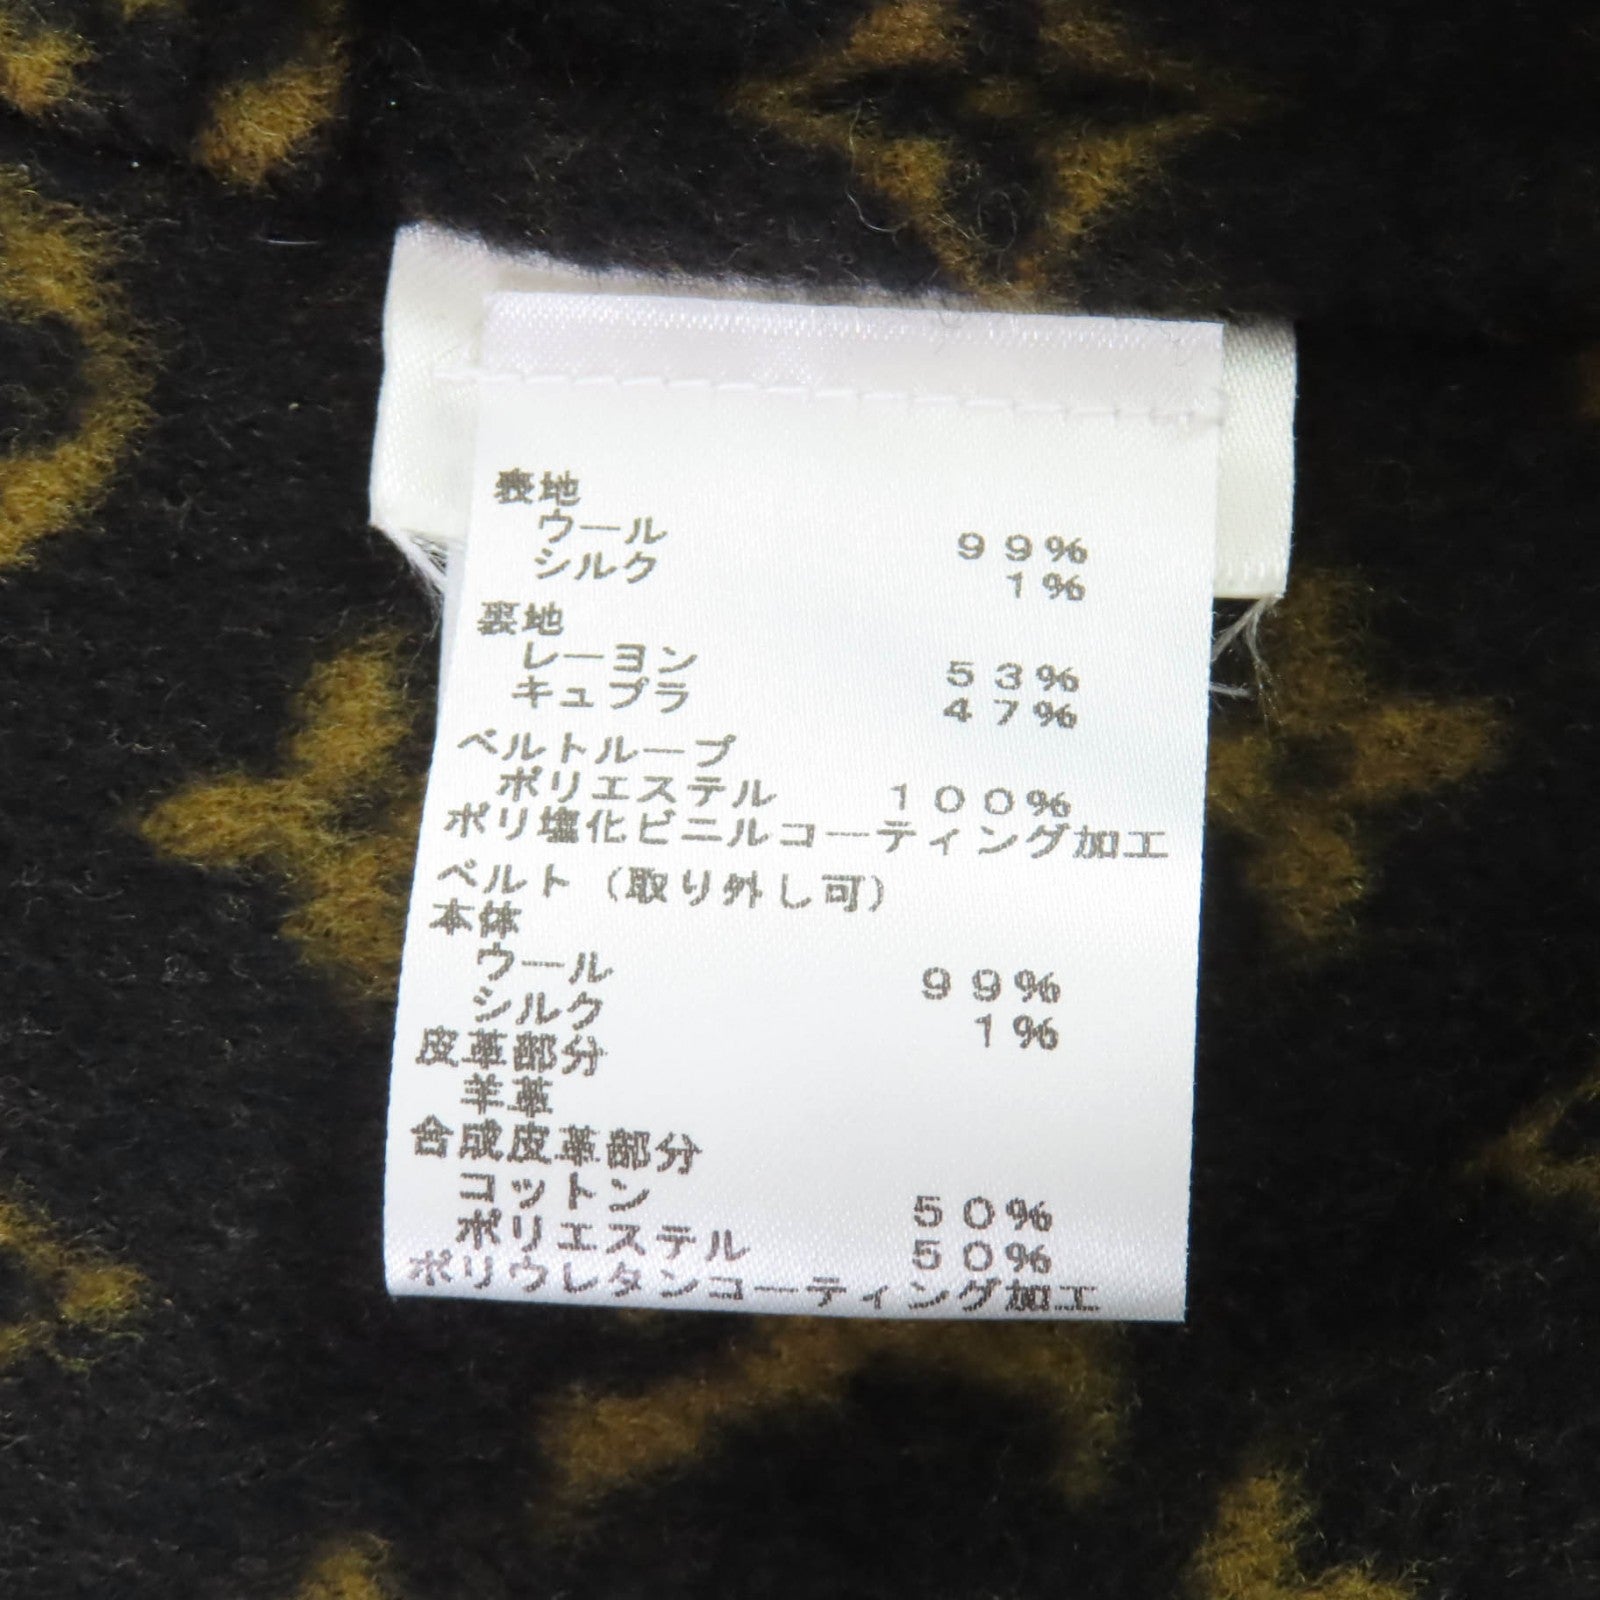 表地
ウール 99%
シルク 1%
裏地
レーヨン 53%
キュプラ 47%
ベルトループ
ポリエステル 100%
ポリ塩化ビニルコーティング加工
ベルト(取り外し可)
本体
ウール 99%
シルク 1%
皮革部分
羊革
合成皮革部分
コットン 50%
ポリエステル 50%
ポリウレタンコーティング加工